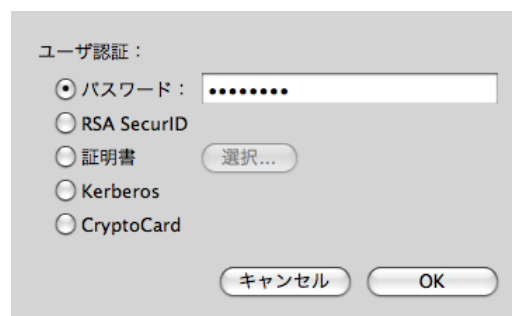 ユーザ認証：
パスワード： ••••••••
RSA SecurID
証明書 選択...
Kerberos
CryptoCard
キャンセル OK